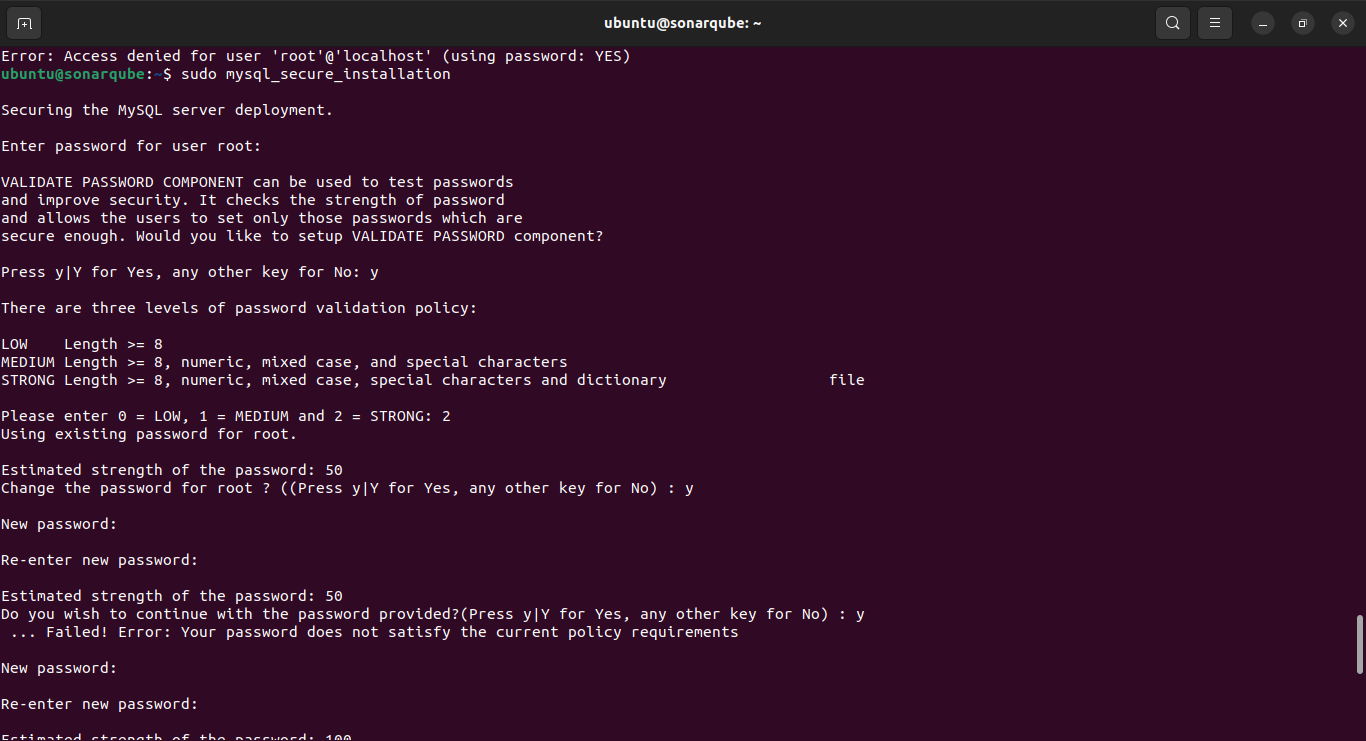 ubuntu@sonarqube: ~
Error: Access denied for user 'root'@'localhost' (using password: YES)
ubuntu@sonarqube:~$ sudo mysql_secure_installation
Securing the MySQL server deployment.
Enter password for user root:
VALIDATE PASSWORD COMPONENT can be used to test passwords
and improve security. It checks the strength of password
and allows the users to set only those passwords which are
secure enough. Would you like to setup VALIDATE PASSWORD component?
Press y|Y for Yes, any other key for No: y
There are three levels of password validation policy:
LOW    Length >= 8
MEDIUM Length >= 8, numeric, mixed case, and special characters
STRONG Length >= 8, numeric, mixed case, special characters and dictionary                  file
Please enter 0 = LOW, 1 = MEDIUM and 2 = STRONG: 2
Using existing password for root.
Estimated strength of the password: 50
Change the password for root ? ((Press y|Y for Yes, any other key for No) : y
New password:
Re-enter new password:
Estimated strength of the password: 50
Do you wish to continue with the password provided?(Press y|Y for Yes, any other key for No) : y
 ... Failed! Error: Your password does not satisfy the current policy requirements
New password:
Re-enter new password:
Estimated strength of the password: 100